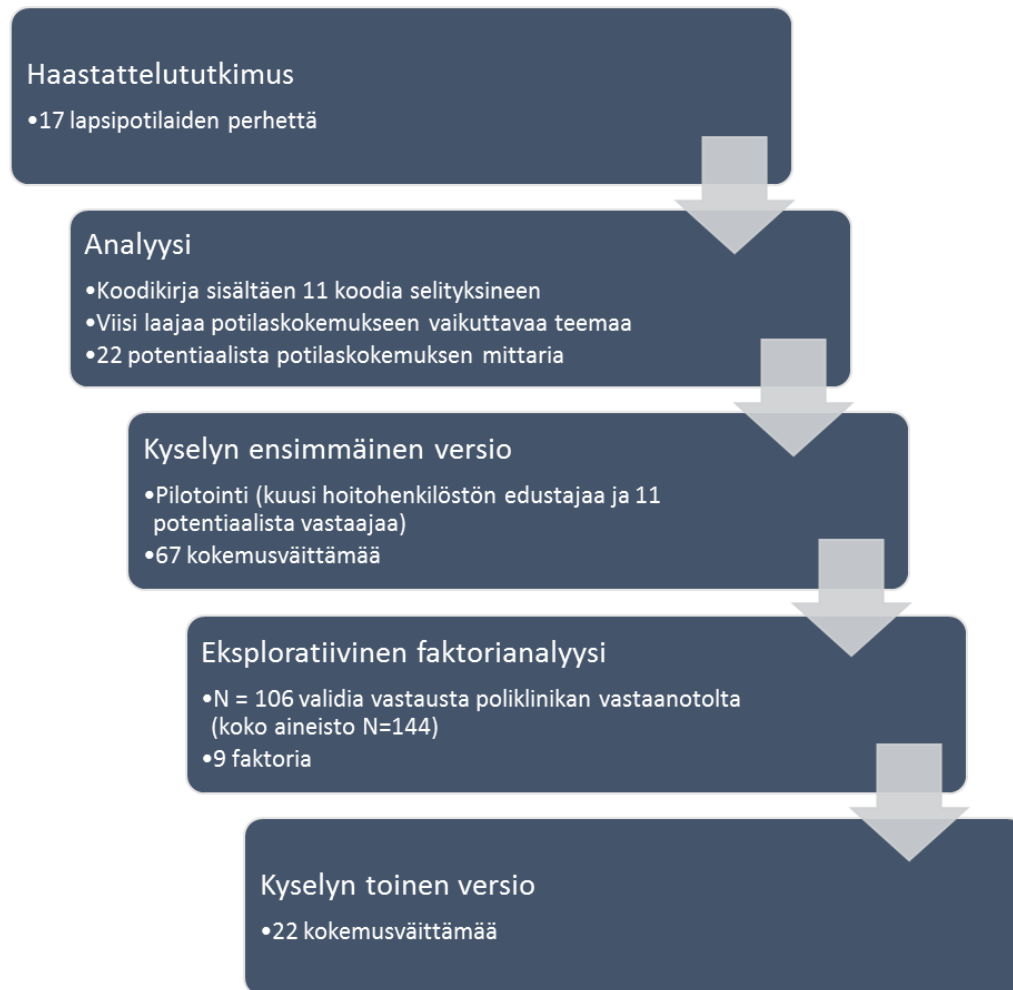 Haastattelututkimus
•17 lapsipotilaiden perhettä
Analyysi
•Koodikirja sisältäen 11 koodia selityksineen
•Viisi laajaa potilaskokemukseen vaikuttavaa teemaa
•22 potentiaalista potilaskokemuksen mittaria
Kyselyn ensimmäinen versio
•Pilotointi (kuusi hoitohenkilöstön edustajaa ja 11
potentiaalista vastaajaa)
•67 kokemusväittämää
Eksploratiivinen faktorianalyysi
•N = 106 validia vastausta poliklinikan vastaanotolta
(koko aineisto N=144)
•9 faktoria
Kyselyn toinen versio
•22 kokemusväittämää